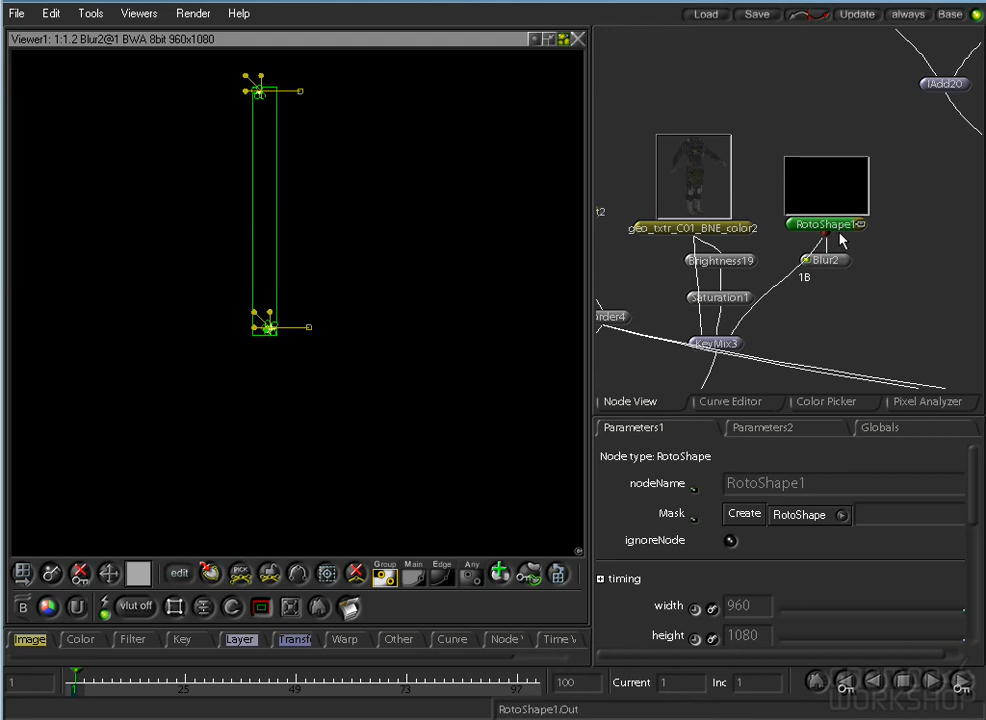 File Edit Tools Viewers Render Help
Load Save Update always Base
Viewer1: 1:1.2 Blur2@1 BWA 8bit 960x1080
IAdd20
t2
geo_txtr_C01_BNE_color2
RotoShape1
Brightness19
Blur2
1B
Saturation1
order4
KeyMix3
Node View Curve Editor Color Picker Pixel Analyzer
Parameters1 Parameters2 Globals
Node type: RotoShape
nodeName RotoShape1
Mask Create RotoShape
ignoreNode
timing
width 960
height 1080
edit Group Main Edge Any
B U vlut off
Image Color Filter Key Layer Transf Warp Other Curve Node Time V
1 1 25 49 73 97 100 Current 1 Inc 1
RotoShape1.Out
WORKSHOP